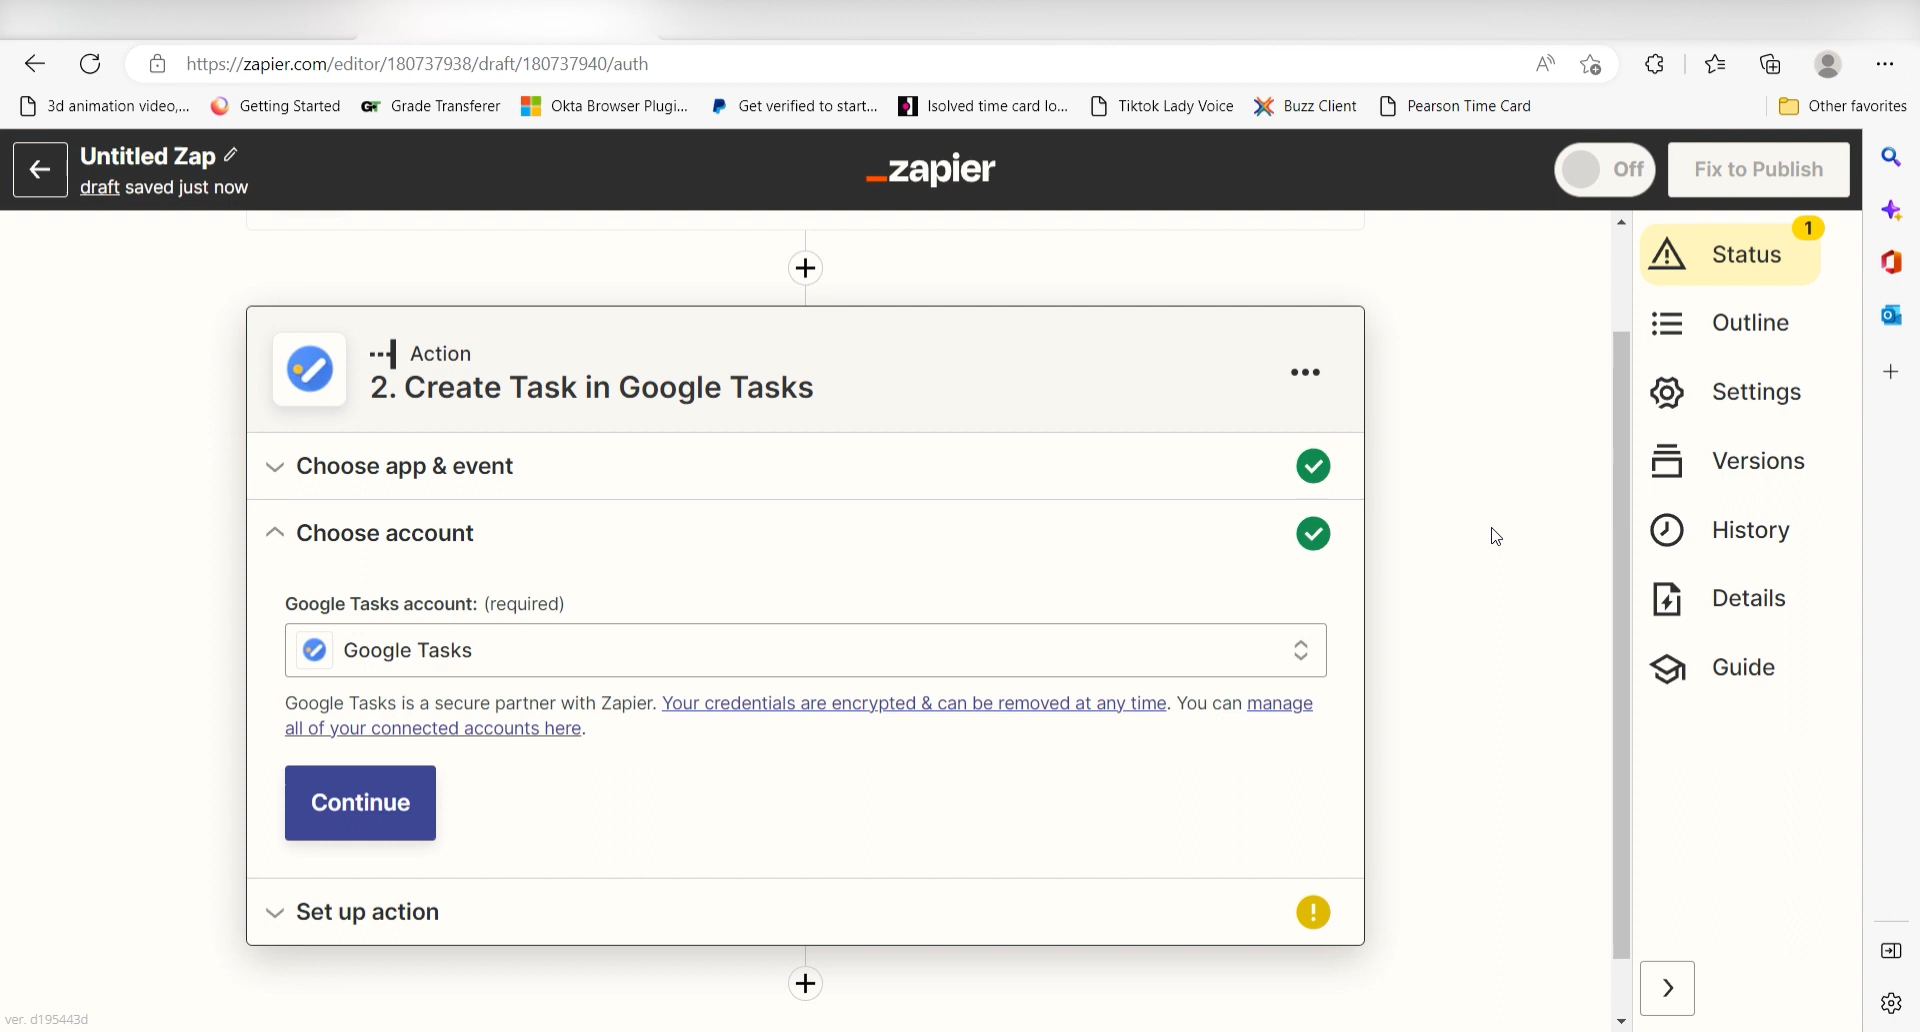 https://zapier.com/editor/180737938/draft/180737940/auth
3d animation video,...
Getting Started
GT
Grade Transferer
Okta Browser Plugi...
Get verified to start...
Isolved time card lo...
Tiktok Lady Voice
Buzz Client
Pearson Time Card
Other favorites
Untitled Zap
draft saved just now
_zapier
Off
Fix to Publish
1
Status
Outline
Settings
Versions
History
Details
Guide
Action
2. Create Task in Google Tasks
Choose app & event
Choose account
Google Tasks account: (required)
Google Tasks
Google Tasks is a secure partner with Zapier. Your credentials are encrypted & can be removed at any time. You can manage
all of your connected accounts here.
Continue
Set up action
ver. d195443d